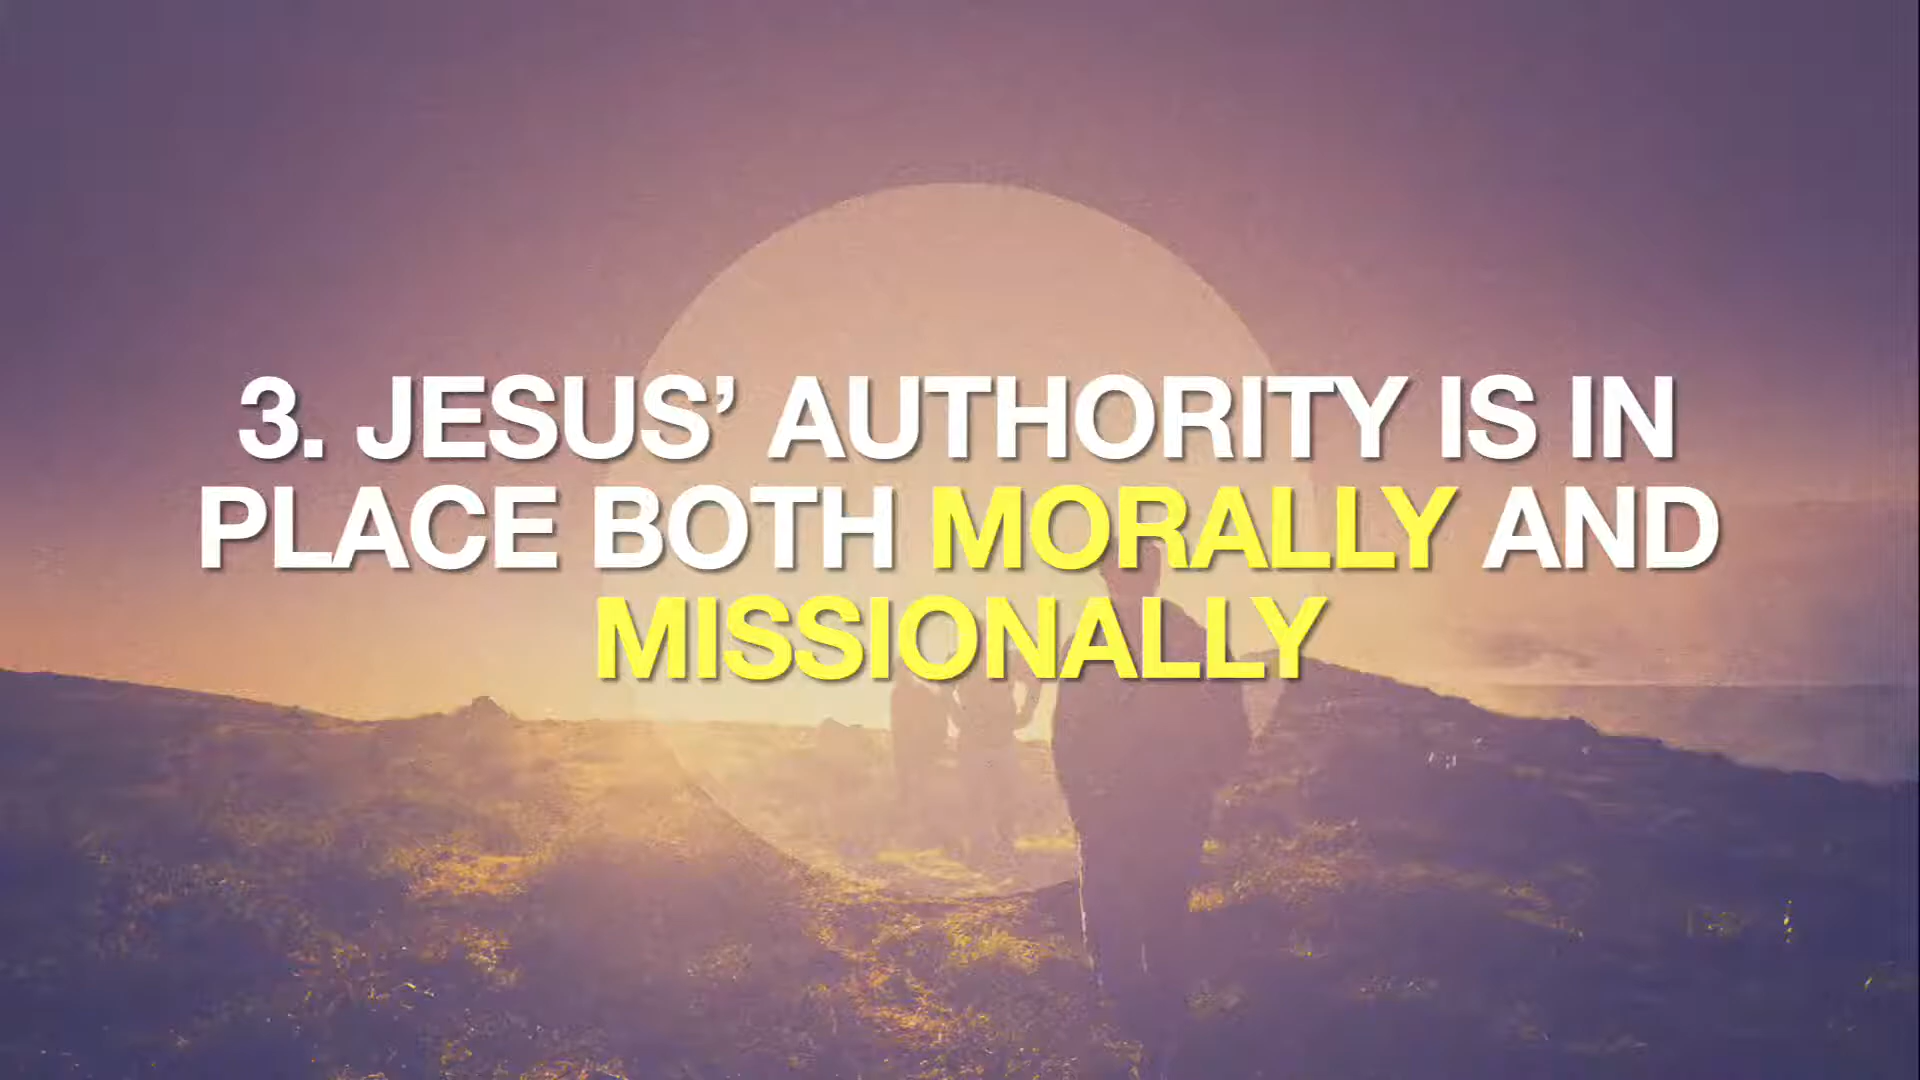 3. JESUS’ AUTHORITY IS IN
PLACE BOTH MORALLY AND
MISSIONALLY